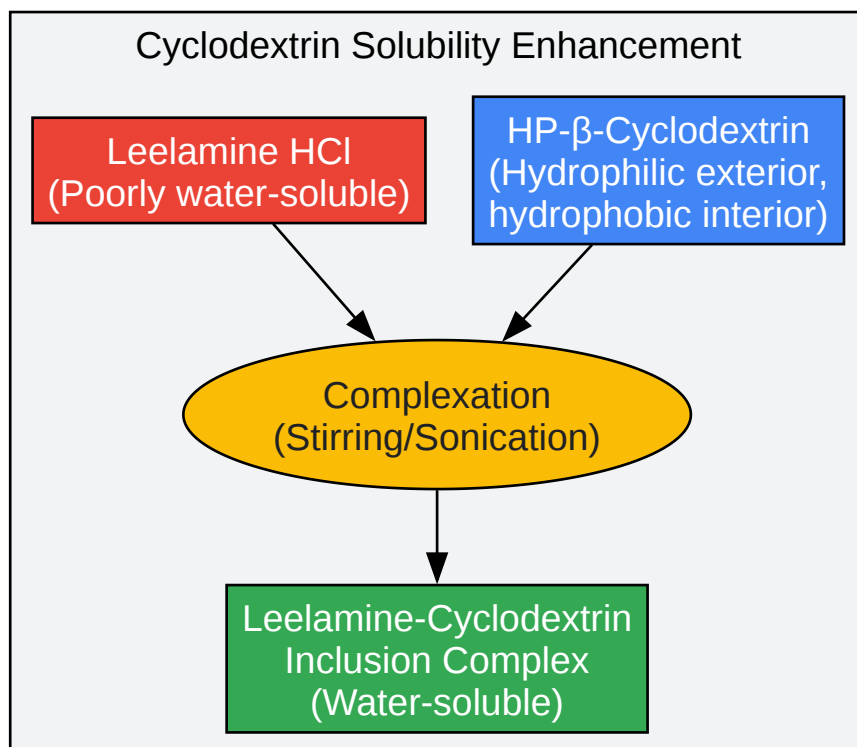 Cyclodextrin Solubility Enhancement
Leelamine HCl
(Poorly water-soluble)
HP-β-Cyclodextrin
(Hydrophilic exterior,
hydrophobic interior)
Complexation
(Stirring/Sonication)
Leelamine-Cyclodextrin
Inclusion Complex
(Water-soluble)